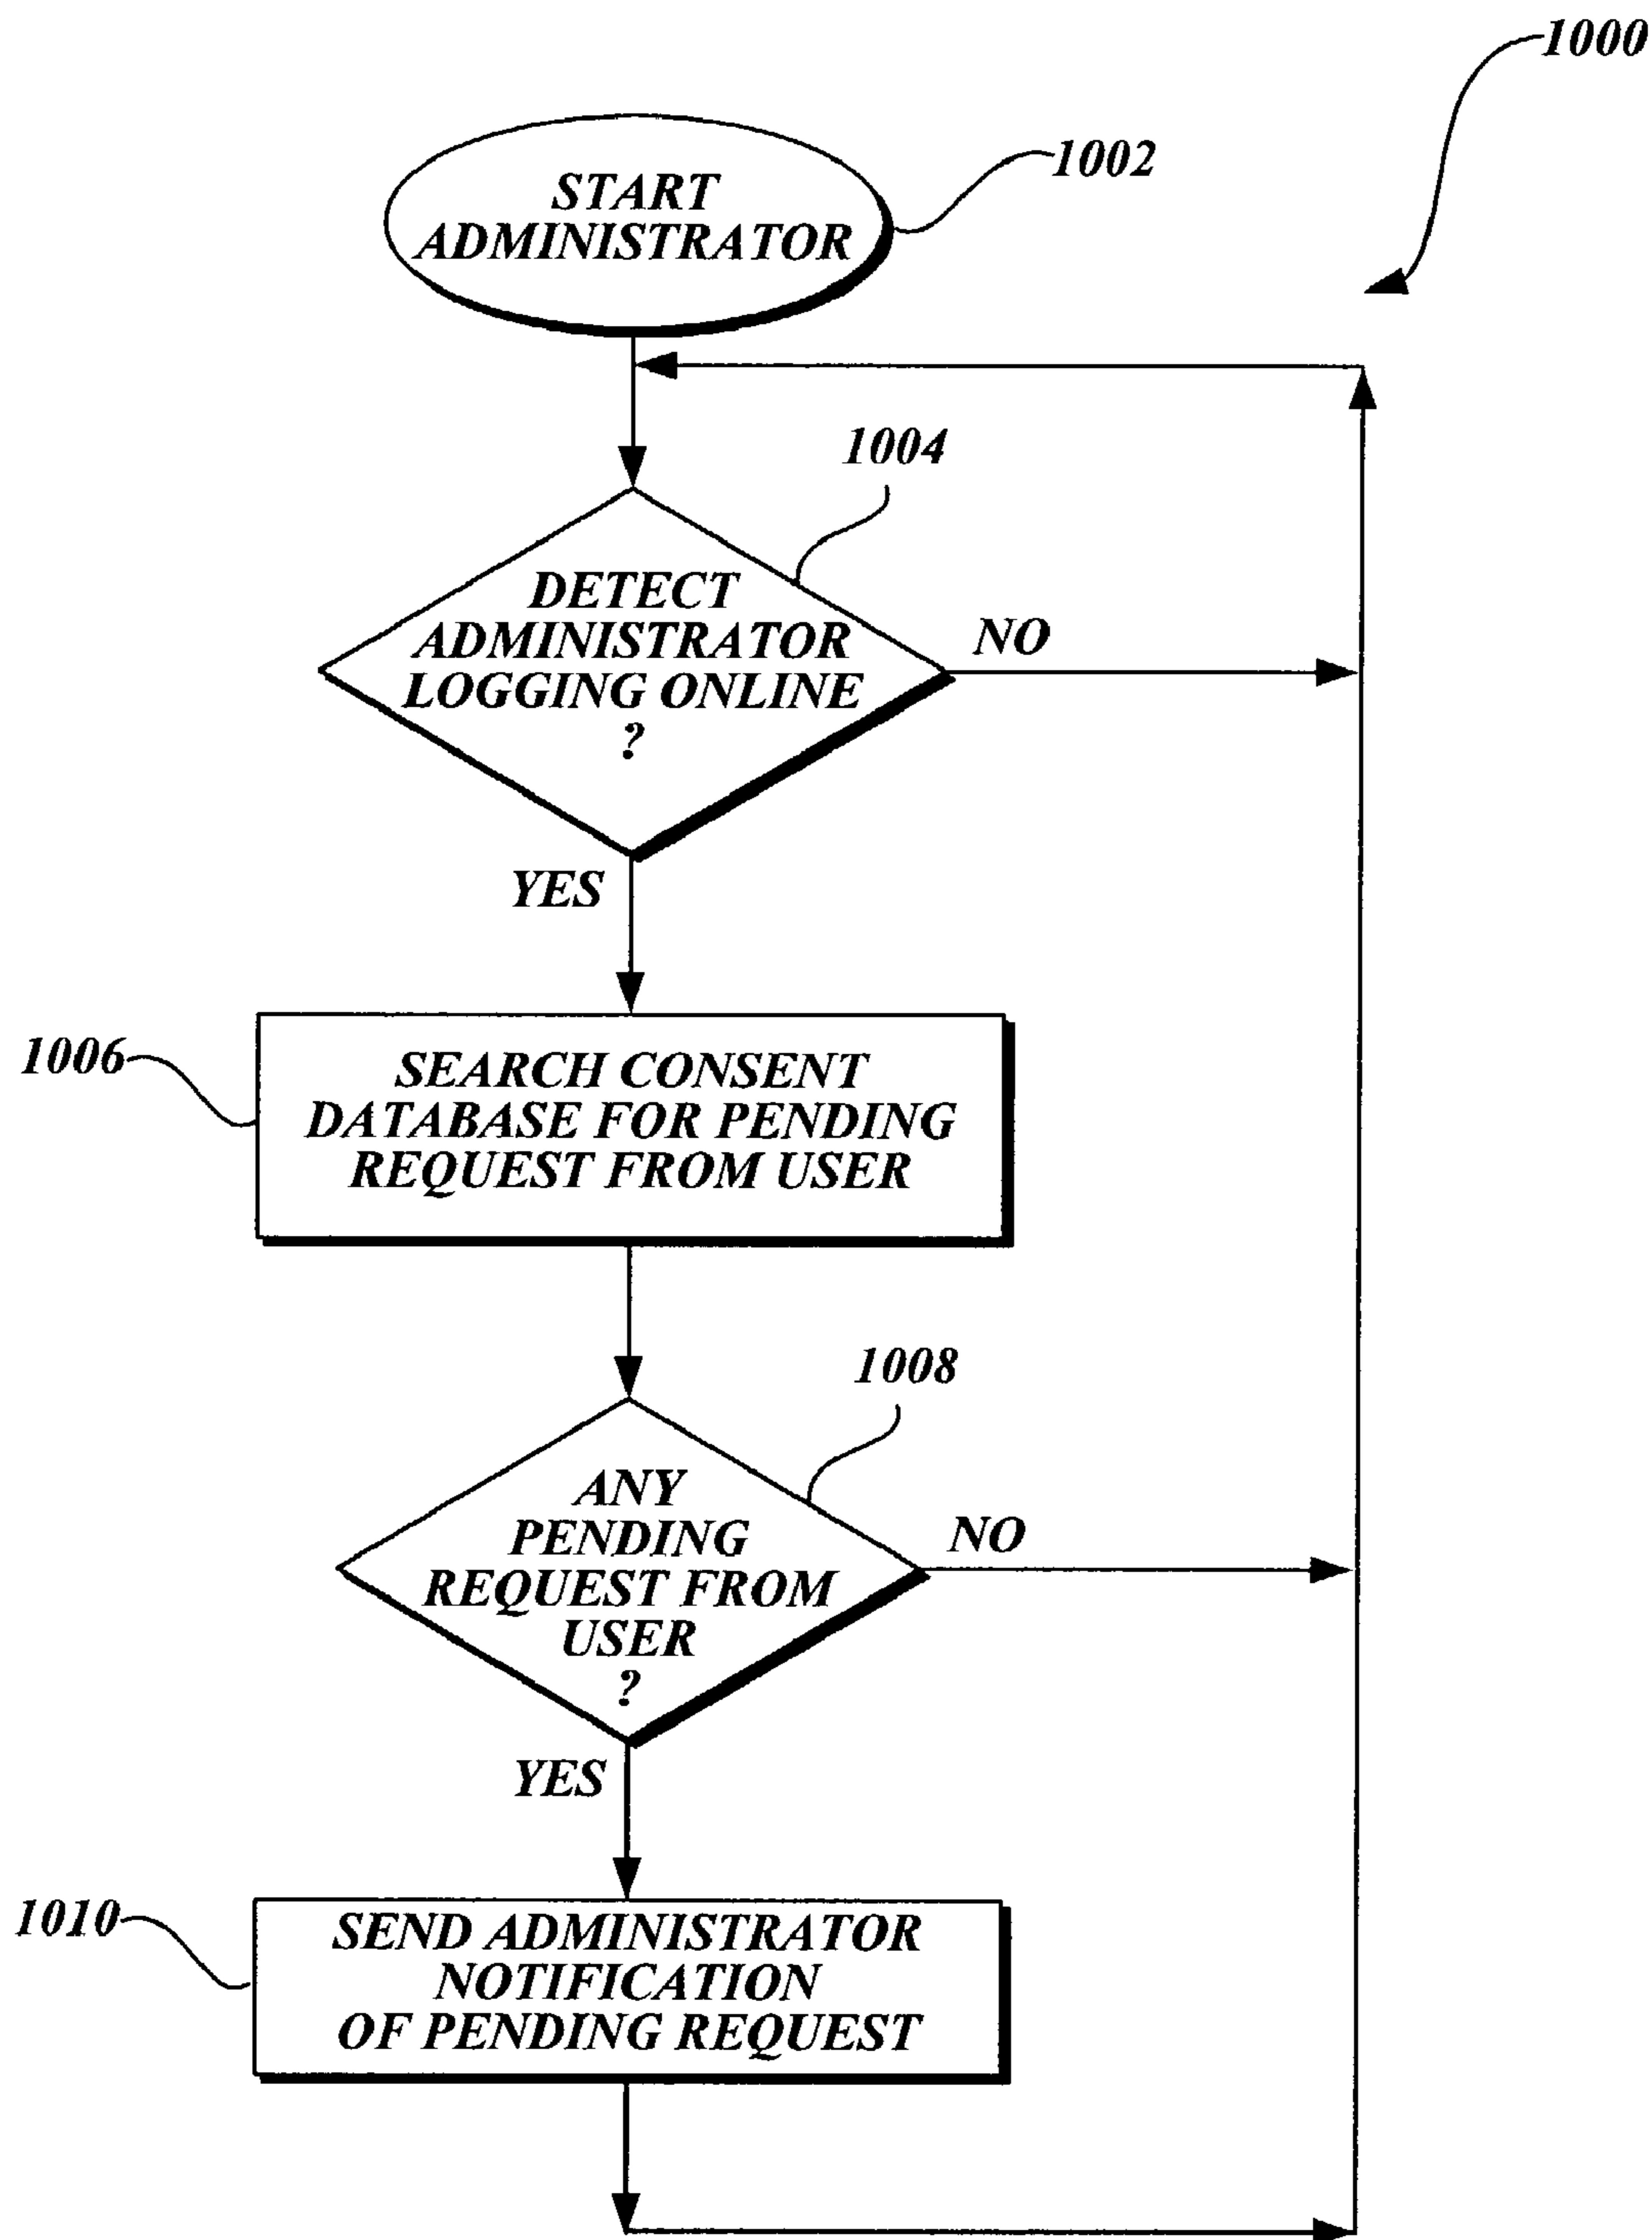 1000
1002
START
ADMINISTRATOR
1004
DETECT
ADMINISTRATOR
LOGGING ONLINE
?
NO
YES
1006
SEARCH CONSENT
DATABASE FOR PENDING
REQUEST FROM USER
1008
ANY
PENDING
REQUEST FROM
USER
?
NO
YES
1010
SEND ADMINISTRATOR
NOTIFICATION
OF PENDING REQUEST